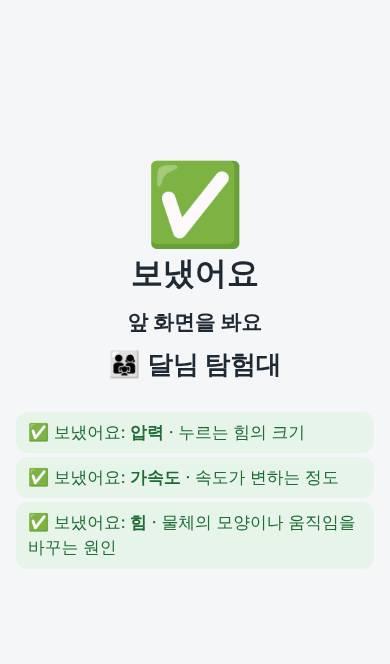 ✅
보냈어요
앞 화면을 봐요
👨‍👩‍👦 달님 탐험대
✅ 보냈어요: 압력 · 누르는 힘의 크기
✅ 보냈어요: 가속도 · 속도가 변하는 정도
✅ 보냈어요: 힘 · 물체의 모양이나 움직임을
바꾸는 원인